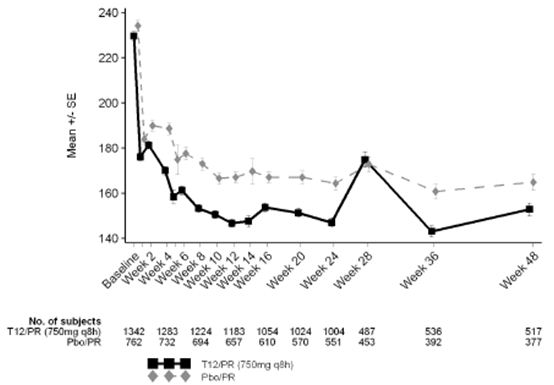 240
220
200
180
160
140
Mean +/- SE
Baseline
Week 2
Week 4
Week 6
Week 8
Week 10
Week 12
Week 14
Week 16
Week 20
Week 24
Week 28
Week 36
Week 48
No. of subjects
T12/PR (750mg q8h) 1342 1283 1224 1183 1054 1024 1004 487 536 517
Pbo/PR 762 732 694 657 610 570 551 453 392 377
T12/PR (750mg q8h)
Pbo/PR